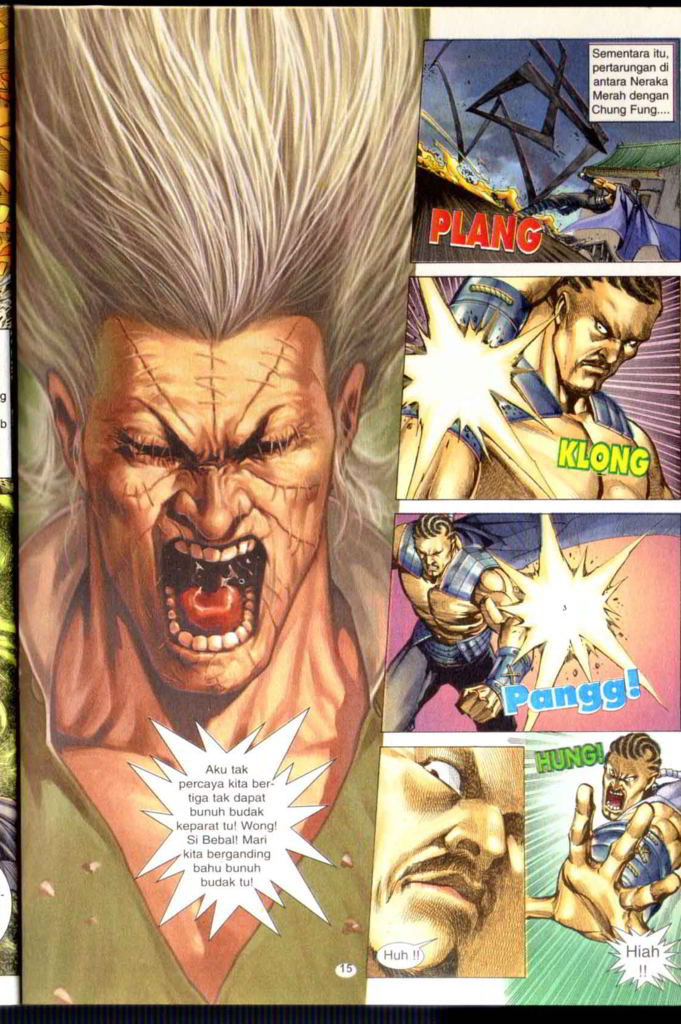 Aku tak
percaya kita ber-
tiga tak dapat
bunuh budak
keparat tu! Wong!
Si Bebal! Mari
kita berganding
bahu bunuh
budak tu!
15
Sementara itu,
pertarungan di
antara Neraka
Merah dengan
Chung Fung....
PLANG
KLONG
Pangg!
Huh !!
HUNG!
Hiah
!!
g
b
-